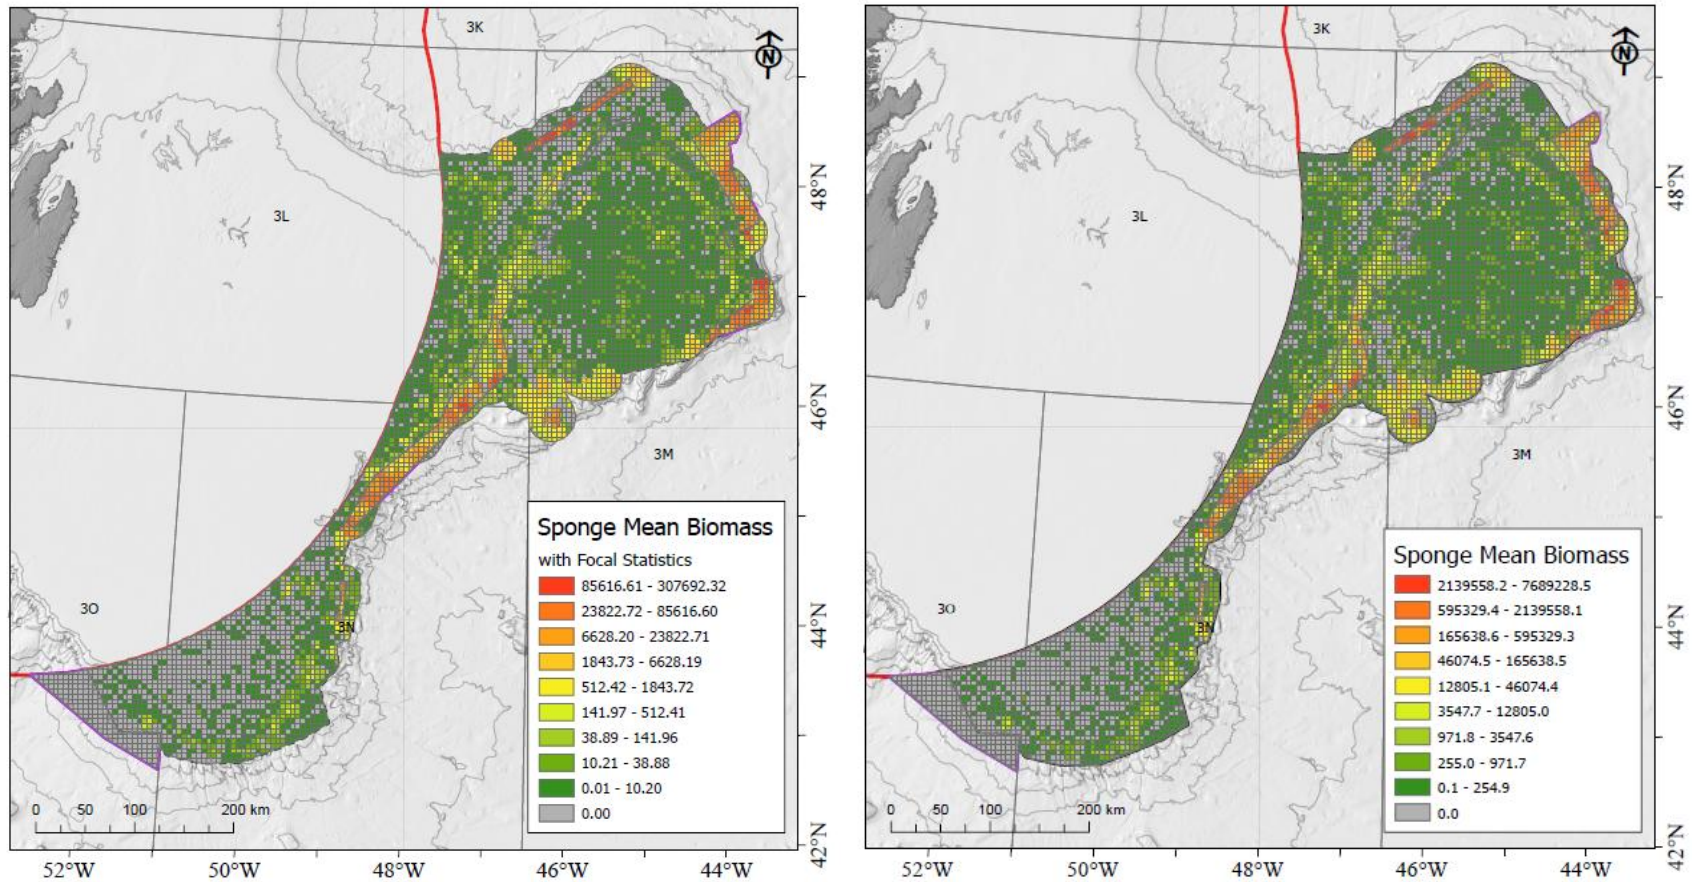 3K
N
3L
3M
3O
3N
Sponge Mean Biomass
with Focal Statistics
85616.61 - 307692.32
23822.72 - 85616.60
6628.20 - 23822.71
1843.73 - 6628.19
512.42 - 1843.72
141.97 - 512.41
38.89 - 141.96
10.21 - 38.88
0.01 - 10.20
0.00
0 50 100 200 km
48°N
46°N
44°N
42°N
52°W 50°W 48°W 46°W 44°W
3K
N
3L
3M
3O
3N
Sponge Mean Biomass
2139558.2 - 7689228.5
595329.4 - 2139558.1
165638.6 - 595329.3
46074.5 - 165638.5
12805.1 - 46074.4
3547.7 - 12805.0
971.8 - 3547.6
255.0 - 971.7
0.1 - 254.9
0.0
0 50 100 200 km
48°N
46°N
44°N
42°N
52°W 50°W 48°W 46°W 44°W